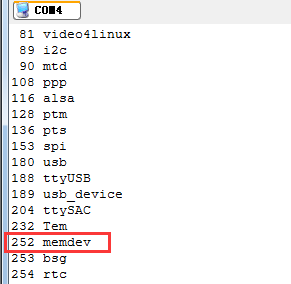 COM4
81 video4linux
89 i2c
90 mtd
108 ppp
116 alsa
128 ptm
136 pts
153 spi
180 usb
188 ttyUSB
189 usb_device
204 ttySAC
232 Tem
252 memdev
253 bsg
254 rtc